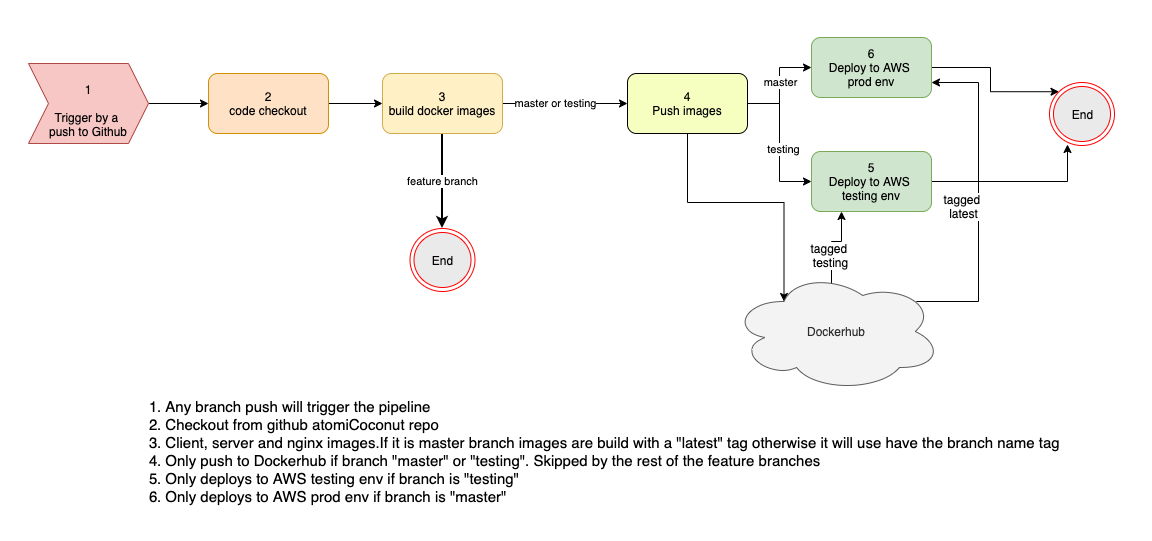 1
Trigger by a
push to Github
2
code checkout
3
build docker images
master or testing
feature branch
End
4
Push images
master
testing
6
Deploy to AWS
prod env
5
Deploy to AWS
testing env
End
tagged
latest
tagged
testing
Dockerhub
1. Any branch push will trigger the pipeline
2. Checkout from github atomiCoconut repo
3. Client, server and nginx images.If it is master branch images are build with a "latest" tag otherwise it will use have the branch name tag
4. Only push to Dockerhub if branch "master" or "testing". Skipped by the rest of the feature branches
5. Only deploys to AWS testing env if branch is "testing"
6. Only deploys to AWS prod env if branch is "master"